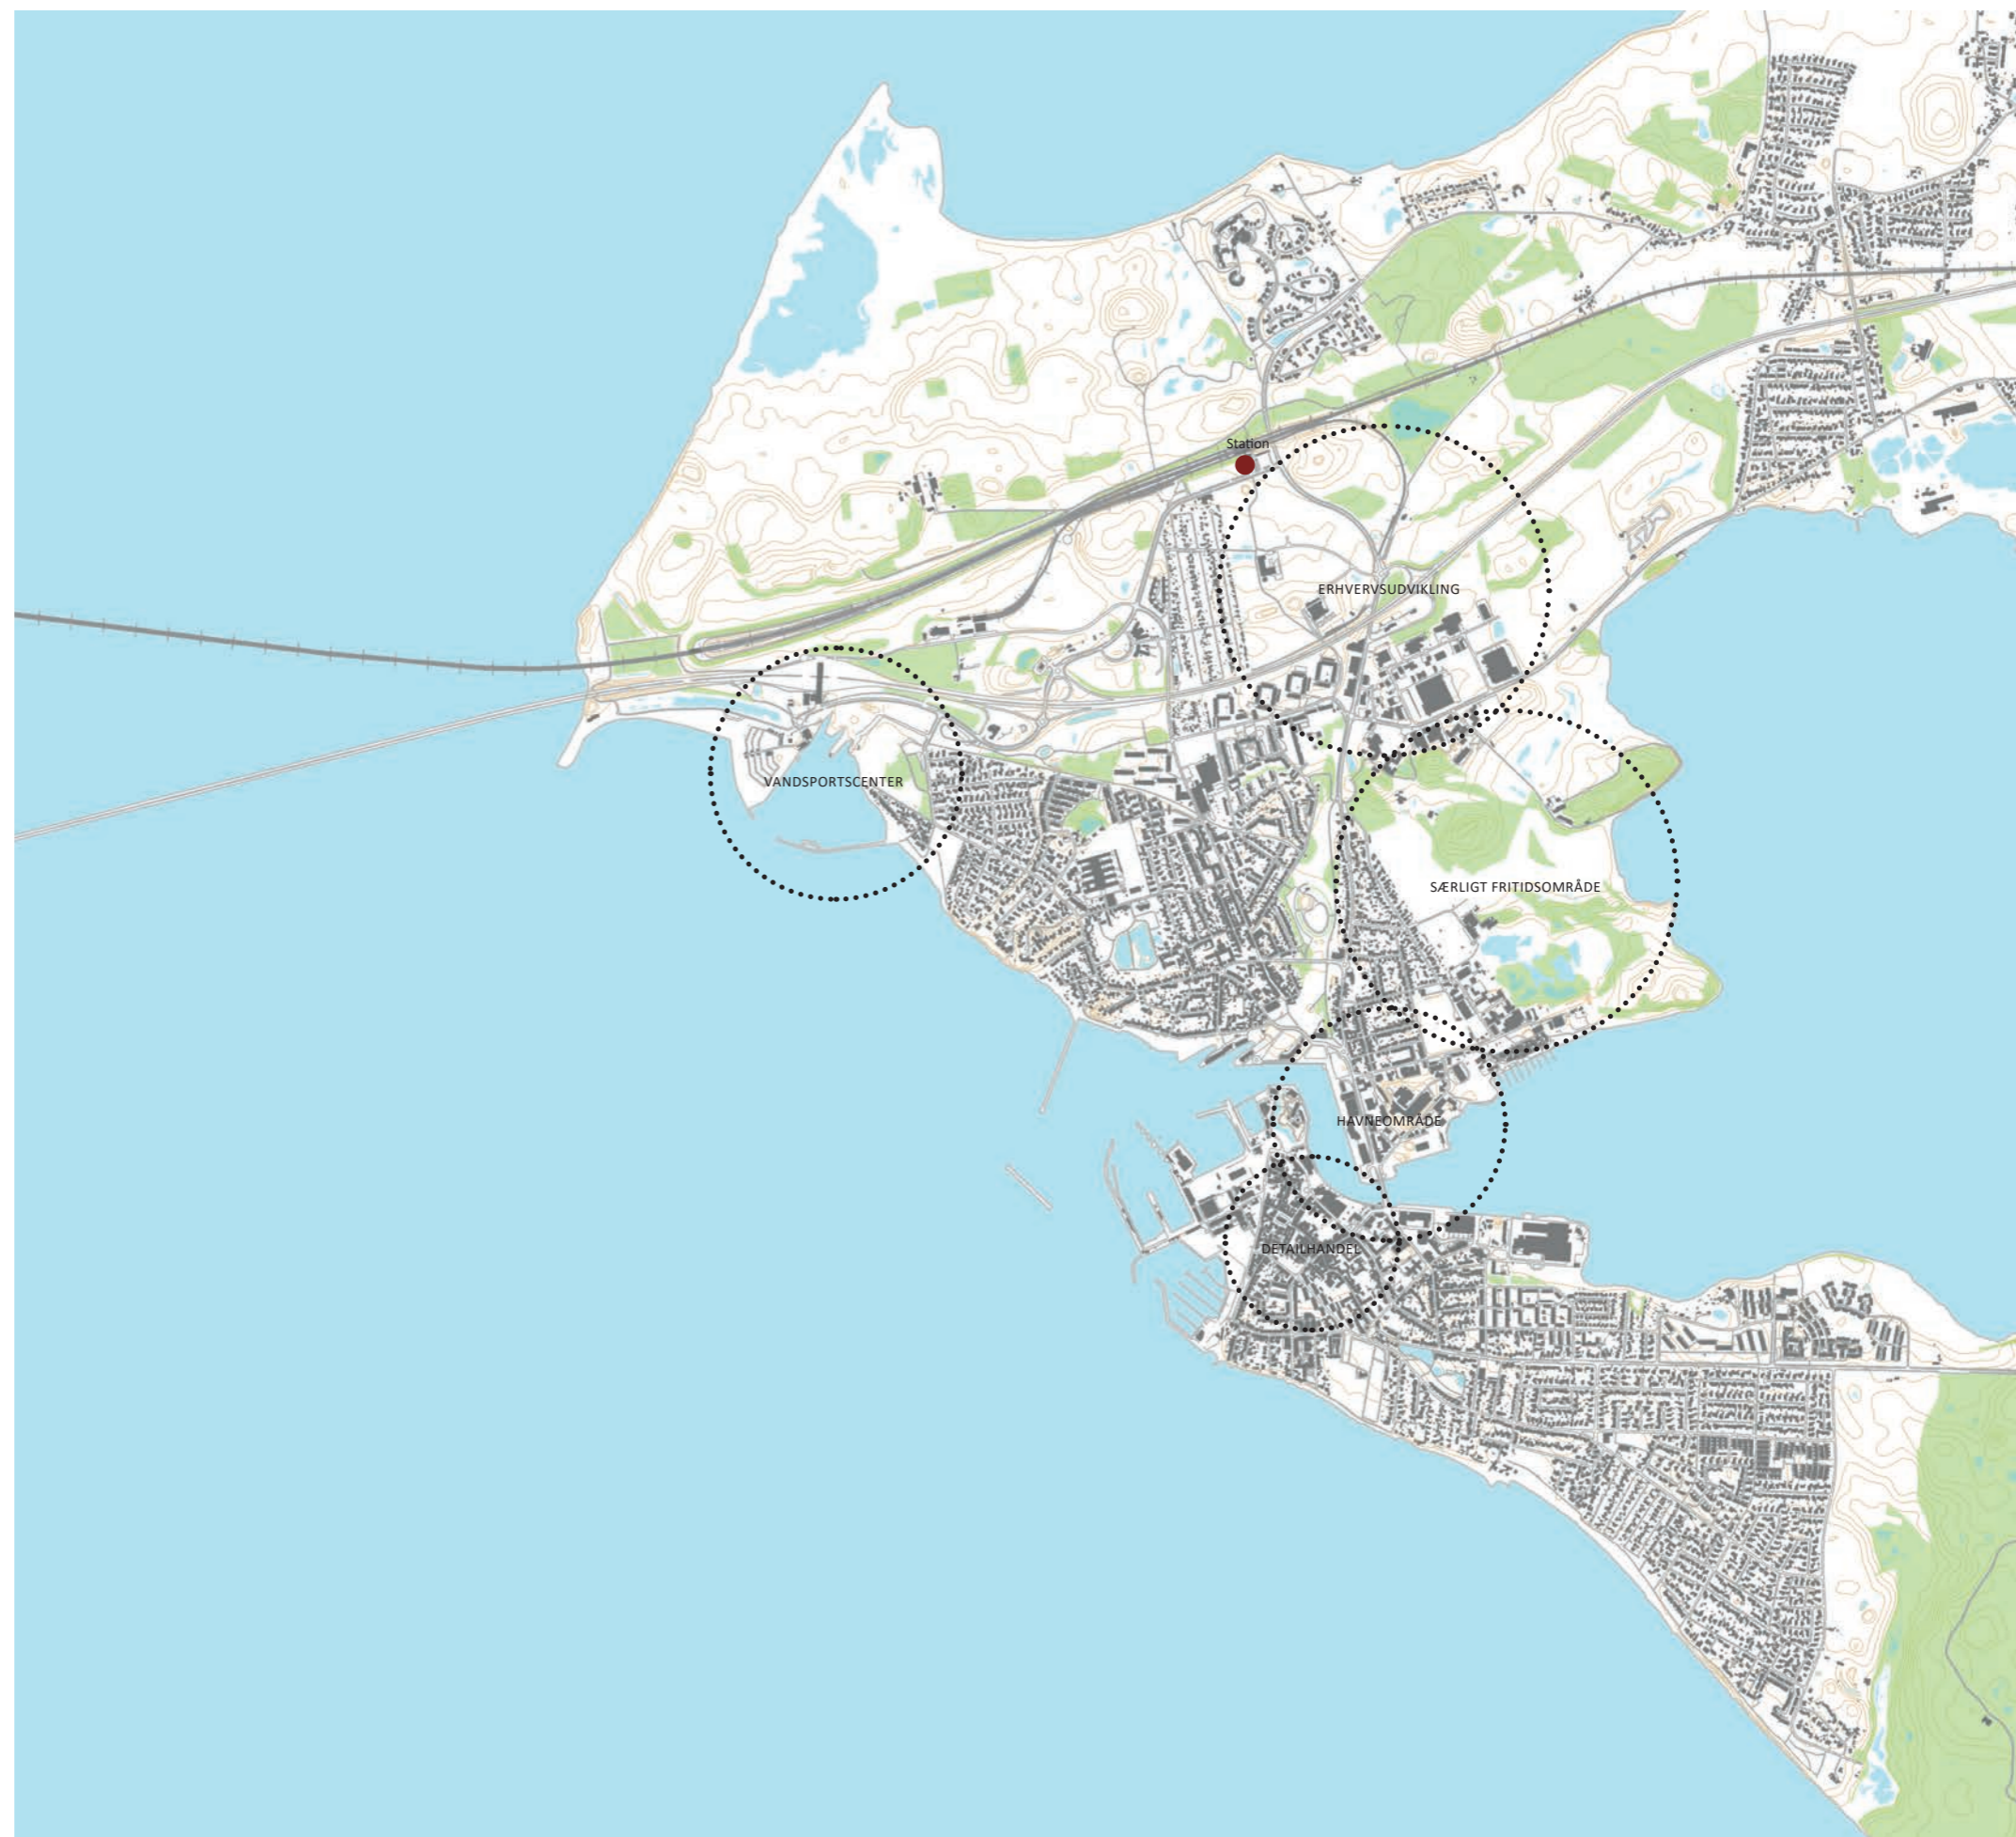 Station
ERHVERVSUDVIKLING
VANDSPORTSCENTER
SÆRLIGT FRITIDSOMRÅDE
HAVNEOMRÅDE
DETAILHANDEL